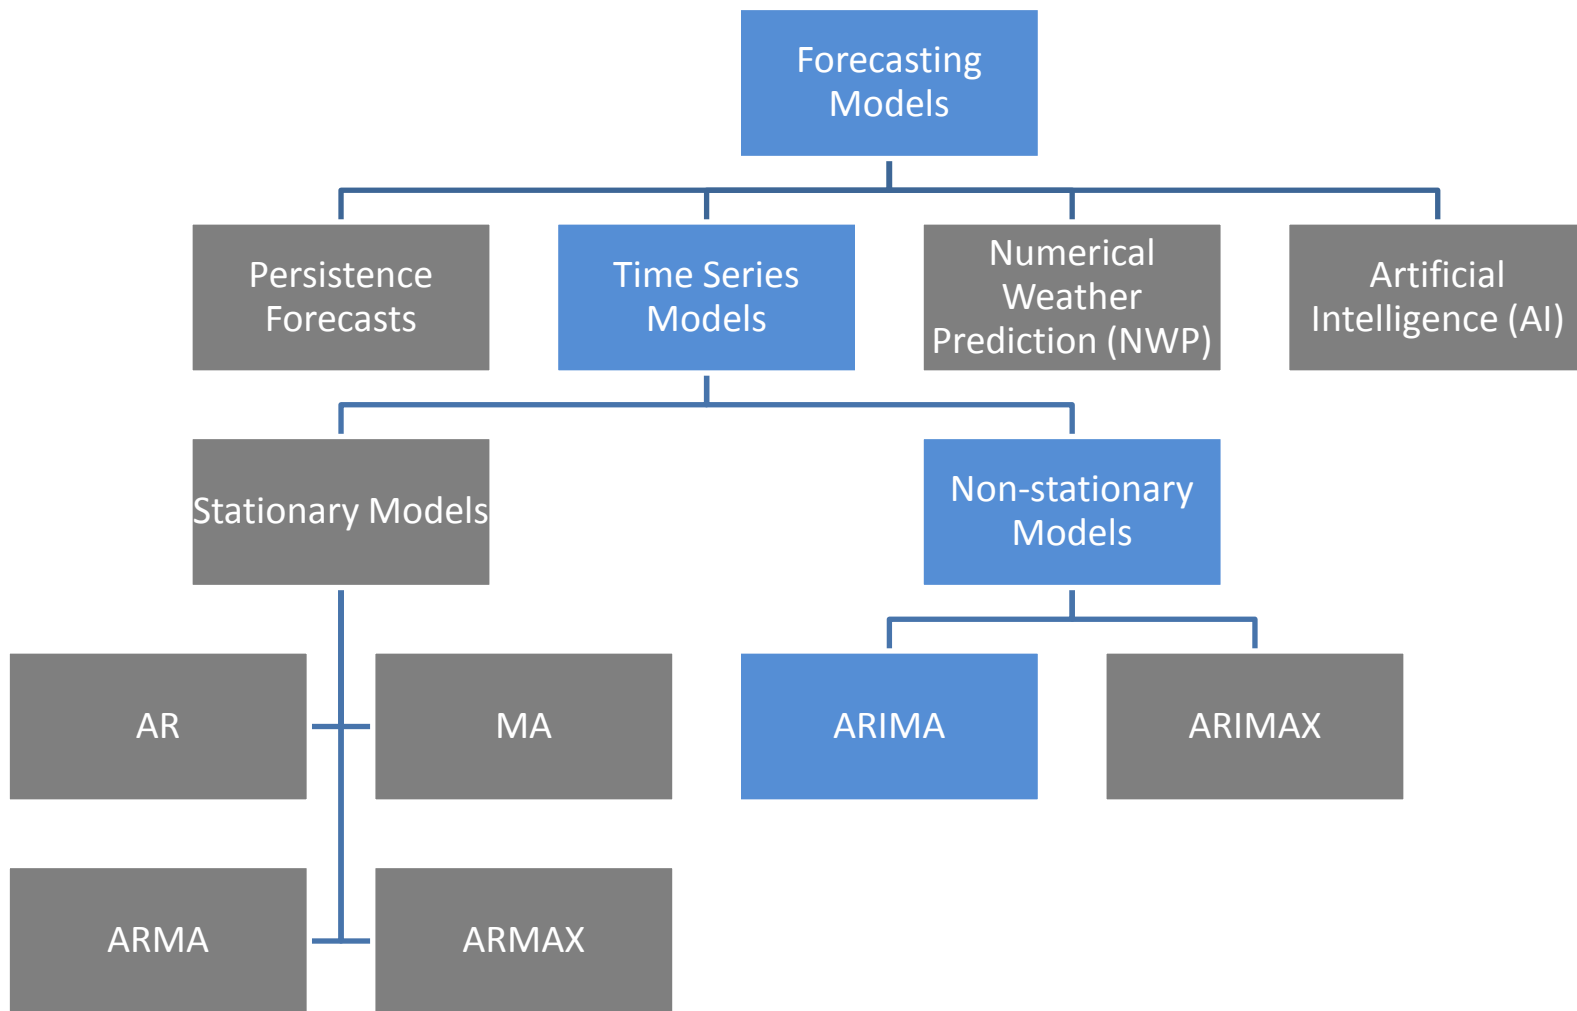 Forecasting
Models
Persistence
Forecasts
Time Series
Models
Numerical
Weather
Prediction (NWP)
Artificial
Intelligence (AI)
Stationary Models
Non-stationary
Models
AR
MA
ARIMA
ARIMAX
ARMA
ARMAX